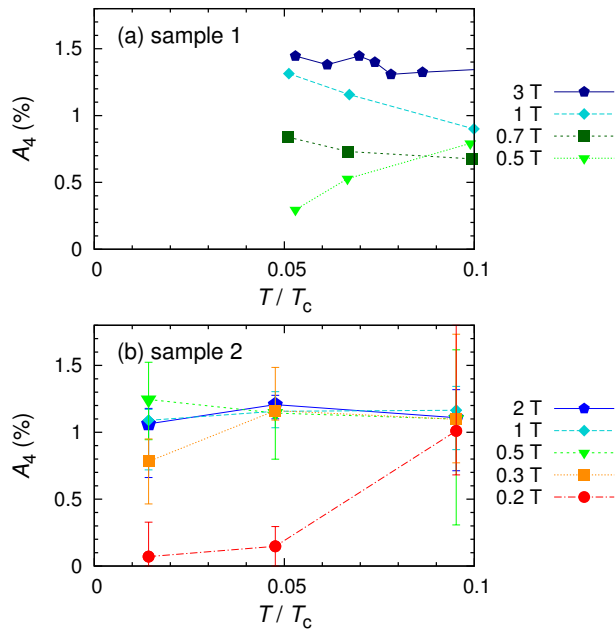 (a) sample 1
A4 (%)
1.5
1
0.5
0
0
0.05
0.1
T / Tc
3 T
1 T
0.7 T
0.5 T
(b) sample 2
A4 (%)
1.5
1
0.5
0
0
0.05
0.1
T / Tc
2 T
1 T
0.5 T
0.3 T
0.2 T